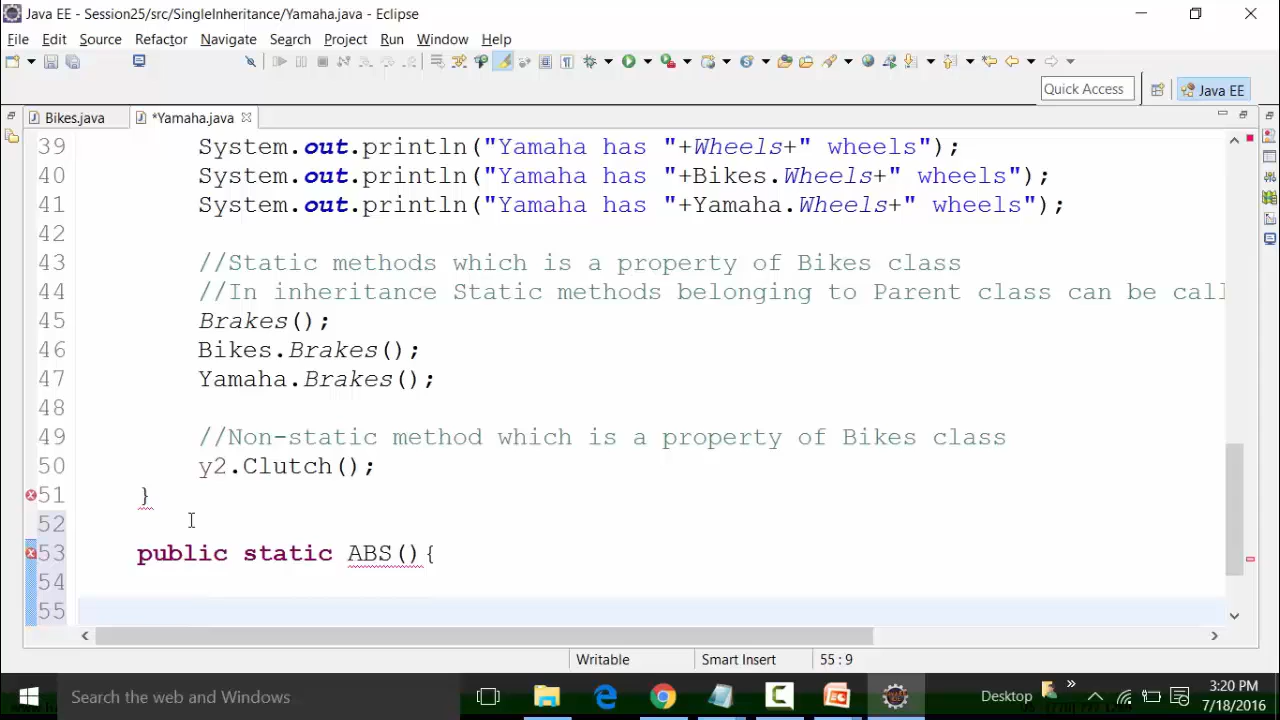 Java EE - Session25/src/SingleInheritance/Yamaha.java - Eclipse
File Edit Source Refactor Navigate Search Project Run Window Help
Quick Access
Java EE
Bikes.java
*Yamaha.java
39 System.out.println("Yamaha has "+Wheels+" wheels");
40 System.out.println("Yamaha has "+Bikes.Wheels+" wheels");
41 System.out.println("Yamaha has "+Yamaha.Wheels+" wheels");
42
43 //Static methods which is a property of Bikes class
44 //In inheritance Static methods belonging to Parent class can be call
45 Brakes();
46 Bikes.Brakes();
47 Yamaha.Brakes();
48
49 //Non-static method which is a property of Bikes class
50 y2.Clutch();
51 }
52
53 public static ABS(){
54
55
Writable Smart Insert 55 : 9
Search the web and Windows
Desktop
3:20 PM
7/18/2016